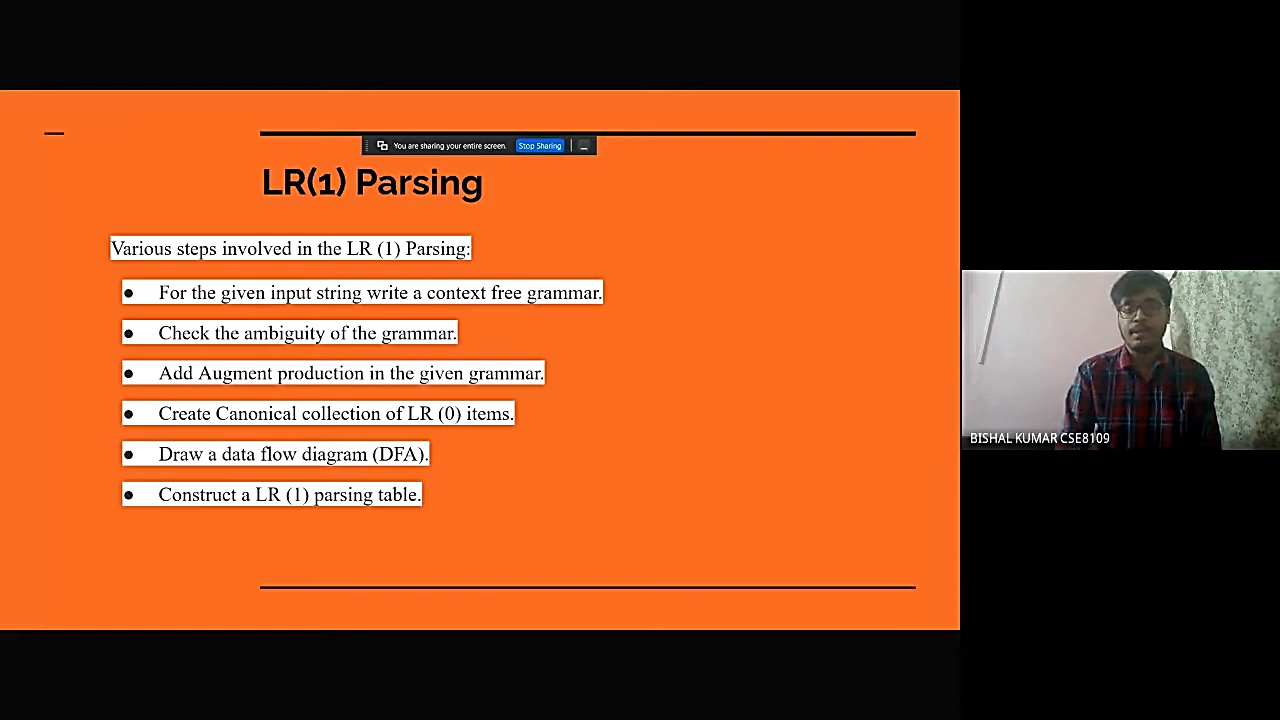 You are sharing your entire screen. Stop Sharing
LR(1) Parsing
Various steps involved in the LR (1) Parsing:
● For the given input string write a context free grammar.
● Check the ambiguity of the grammar.
● Add Augment production in the given grammar.
● Create Canonical collection of LR (0) items.
● Draw a data flow diagram (DFA).
● Construct a LR (1) parsing table.
BISHAL KUMAR CSE8109